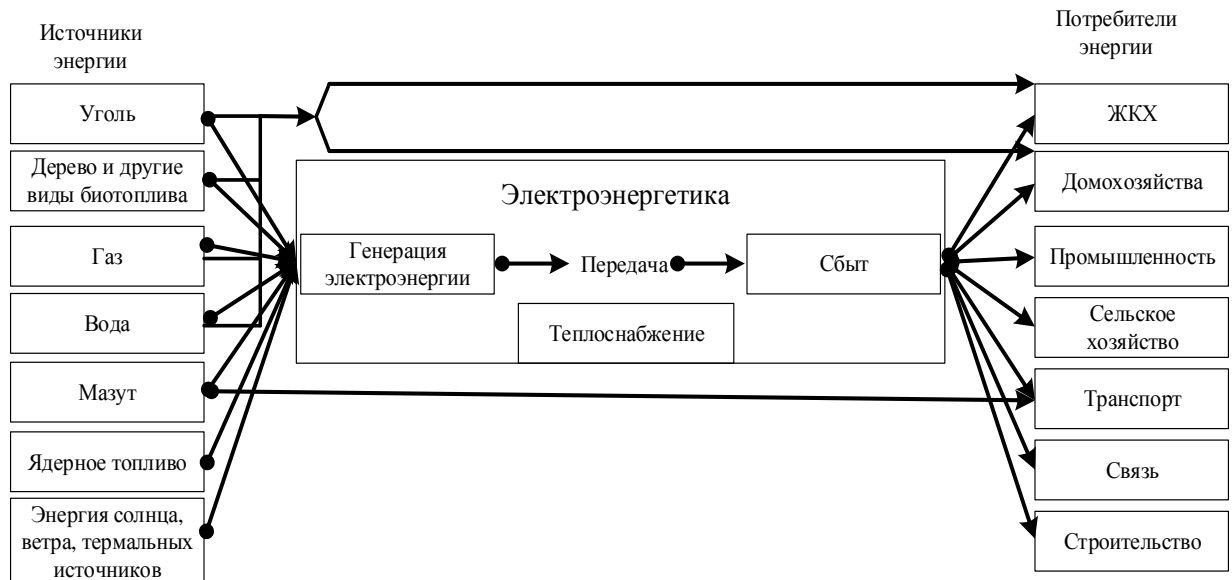 Источники
энергии
Уголь
Дерево и другие
виды биотоплива
Газ
Вода
Мазут
Ядерное топливо
Энергия солнца,
ветра, термальных
источников
Электроэнергетика
Генерация
электроэнергии
Передача
Сбыт
Теплоснабжение
Потребители
энергии
ЖКХ
Домохозяйства
Промышленность
Сельское
хозяйство
Транспорт
Связь
Строительство